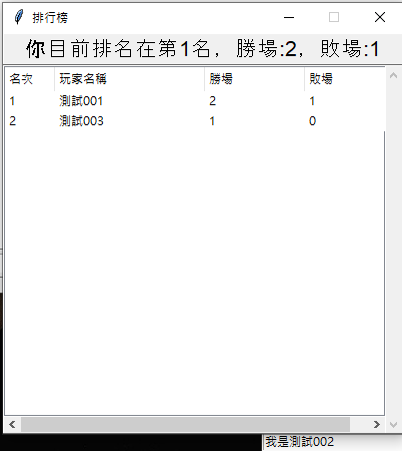 排行榜
你目前排名在第1名，勝場:2，敗場:1
名次 玩家名稱 勝場 敗場
1 測試001 2 1
2 測試003 1 0
我是測試002